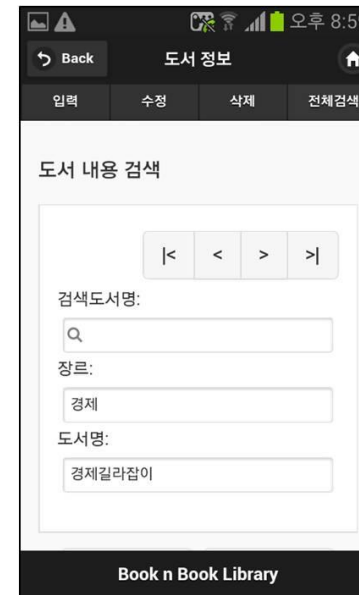 오후 8:5
Back
도서 정보
입력 수정 삭제 전체검색
도서 내용 검색
|< < > >|
검색도서명:
장르:
경제
도서명:
경제길라잡이
Book n Book Library